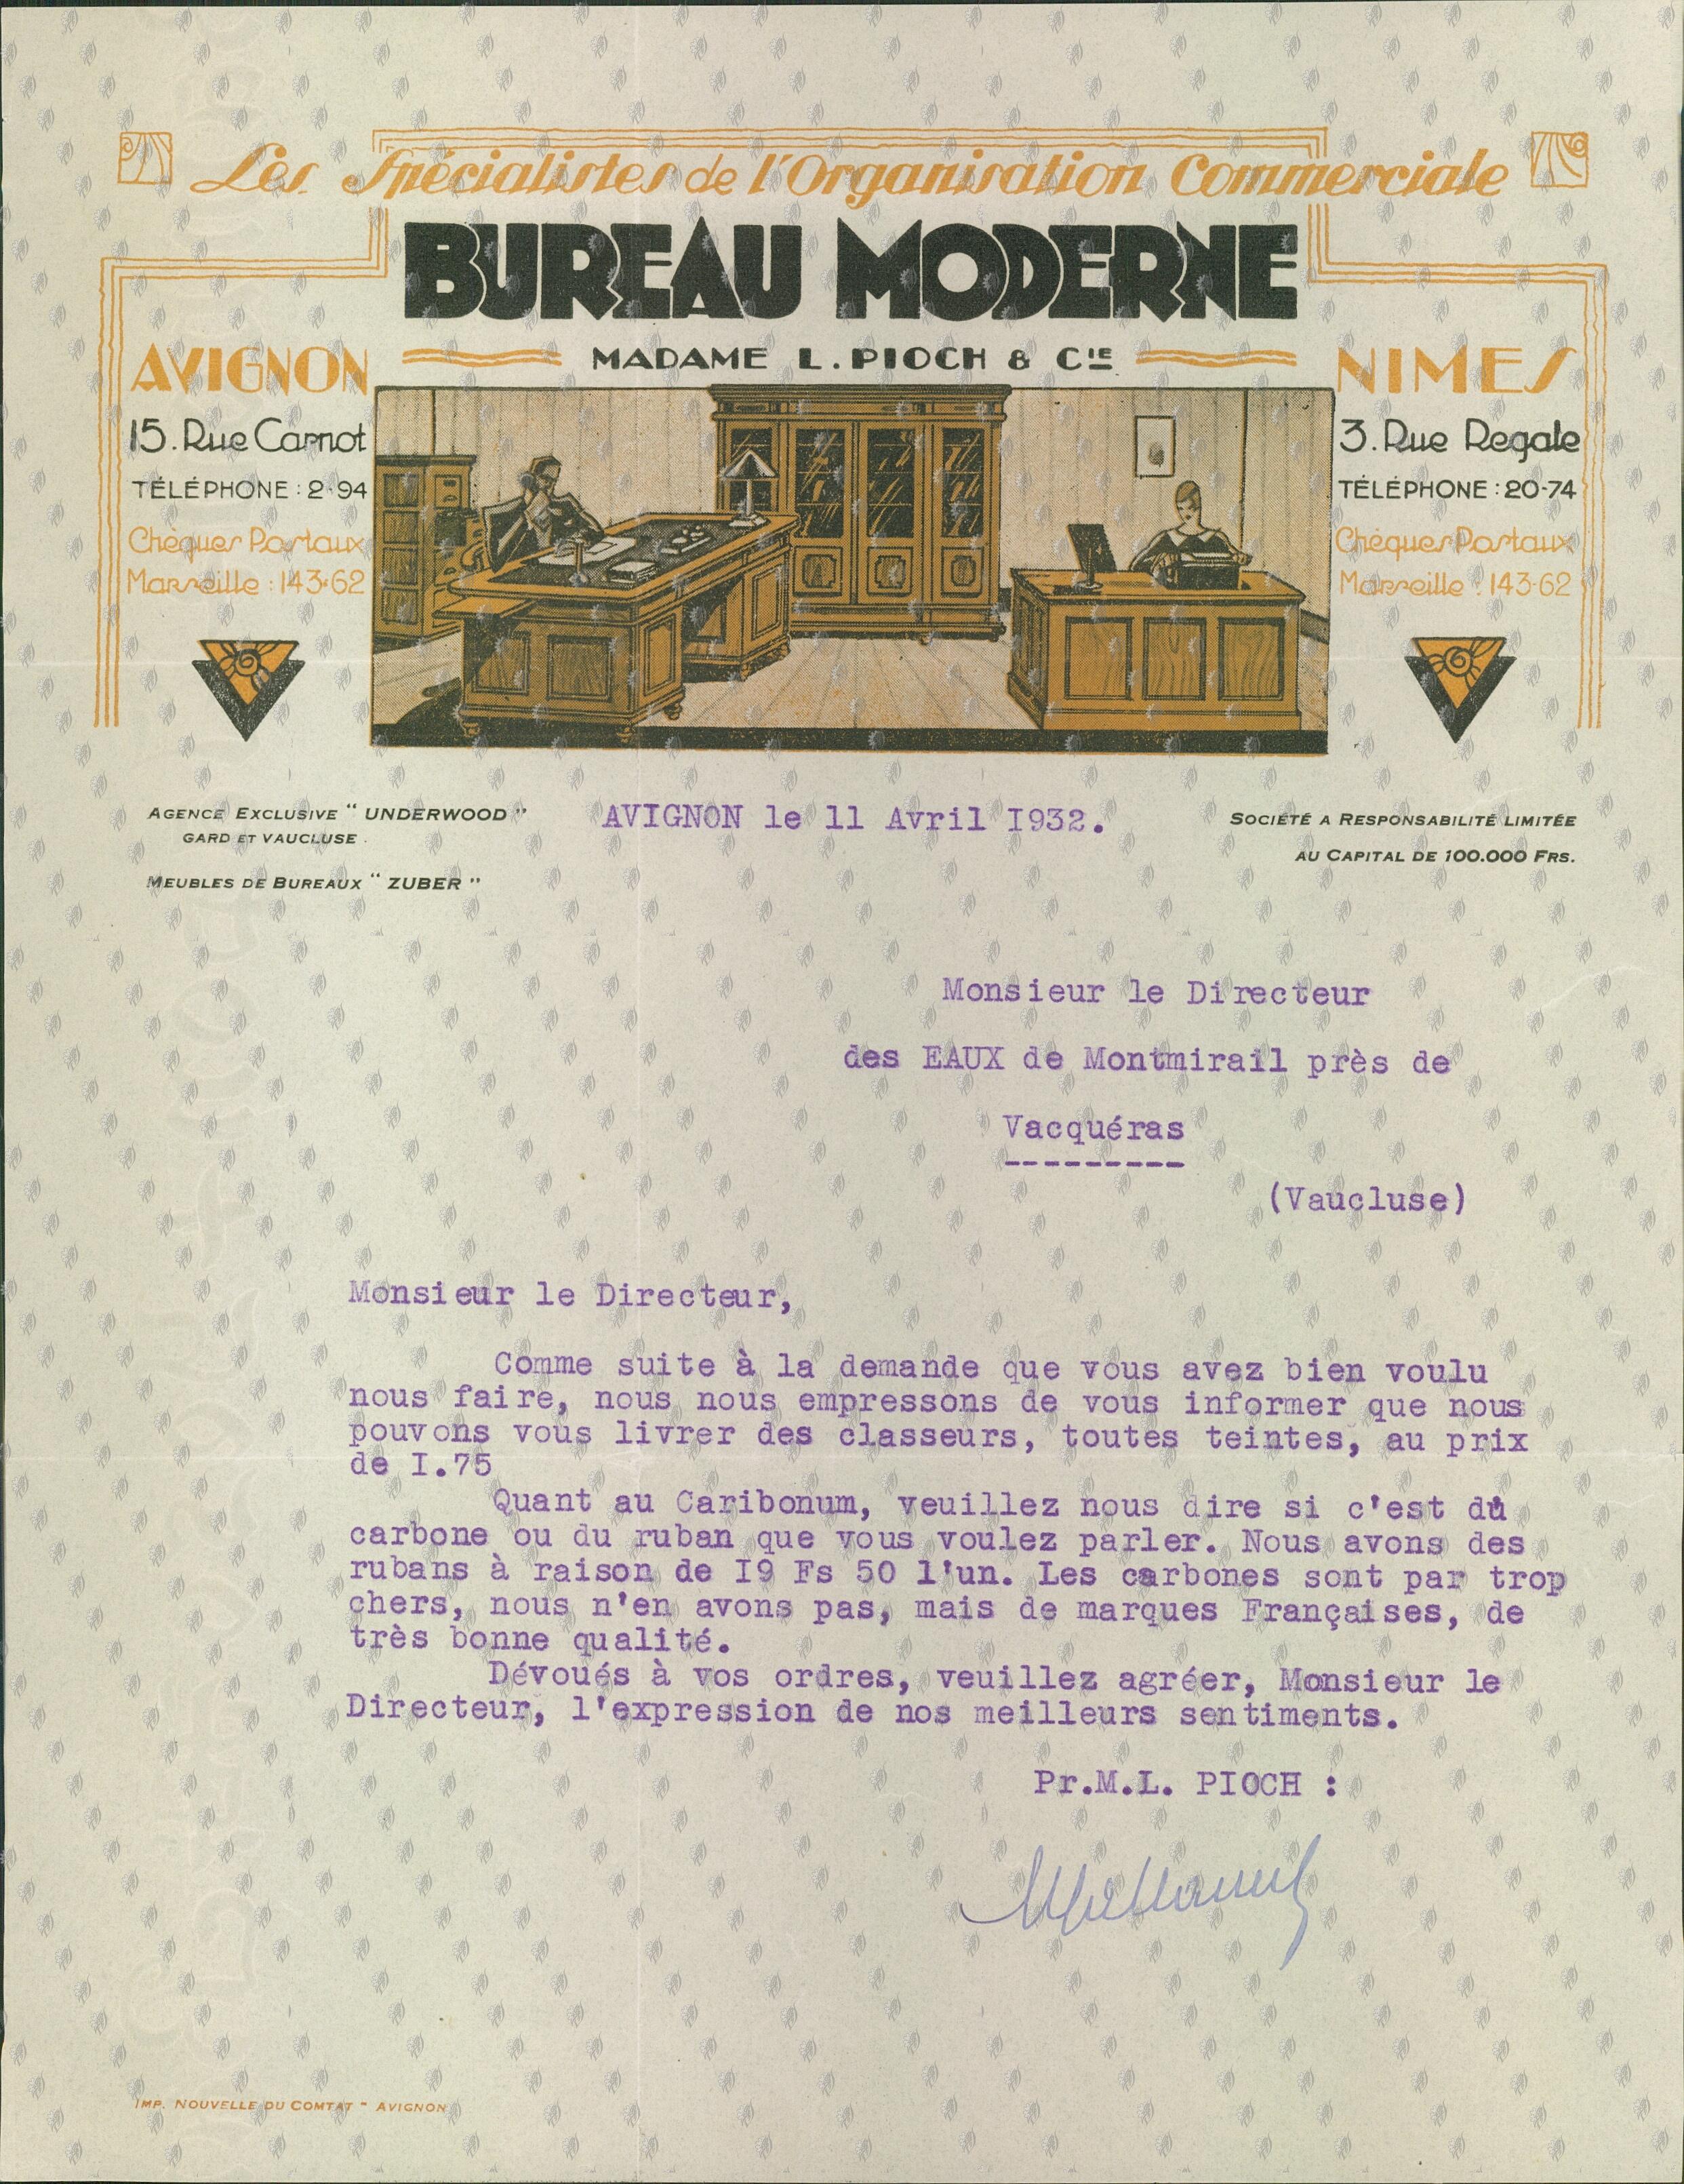 Les Spécialistes de l'Organisation Commerciale
BUREAU MODERNE
MADAME L. PIOCH & CIE
AVIGNON
15. Rue Carnot
TÉLÉPHONE : 2-94
Chèques Postaux
Marseille : 143-62
NIMES
3. Rue Regale
TÉLÉPHONE : 20-74
Chèques Postaux
Marseille : 143-62
AGENCE EXCLUSIVE " UNDERWOOD "
GARD ET VAUCLUSE
MEUBLES DE BUREAUX " ZUBER "
AVIGNON le 11 Avril I932.
SOCIÉTÉ A RESPONSABILITÉ LIMITÉE
AU CAPITAL DE 100.000 FRS.
Monsieur le Directeur
des EAUX de Montmirail près de
Vacquéras
---------
(Vaucluse)
Monsieur le Directeur,
Comme suite à la demande que vous avez bien voulu
nous faire, nous nous empressons de vous informer que nous
pouvons vous livrer des classeurs, toutes teintes, au prix
de I.75
Quant au Caribonum, veuillez nous dire si c'est du
carbone ou du ruban que vous voulez parler. Nous avons des
rubans à raison de I9 Fs 50 l'un. Les carbones sont par trop
chers, nous n'en avons pas, mais de marques Françaises, de
très bonne qualité.
Dévoués à vos ordres, veuillez agréer, Monsieur le
Directeur, l'expression de nos meilleurs sentiments.
Pr.M.L. PIOCH :
IMP. NOUVELLE DU COMTAT - AVIGNON